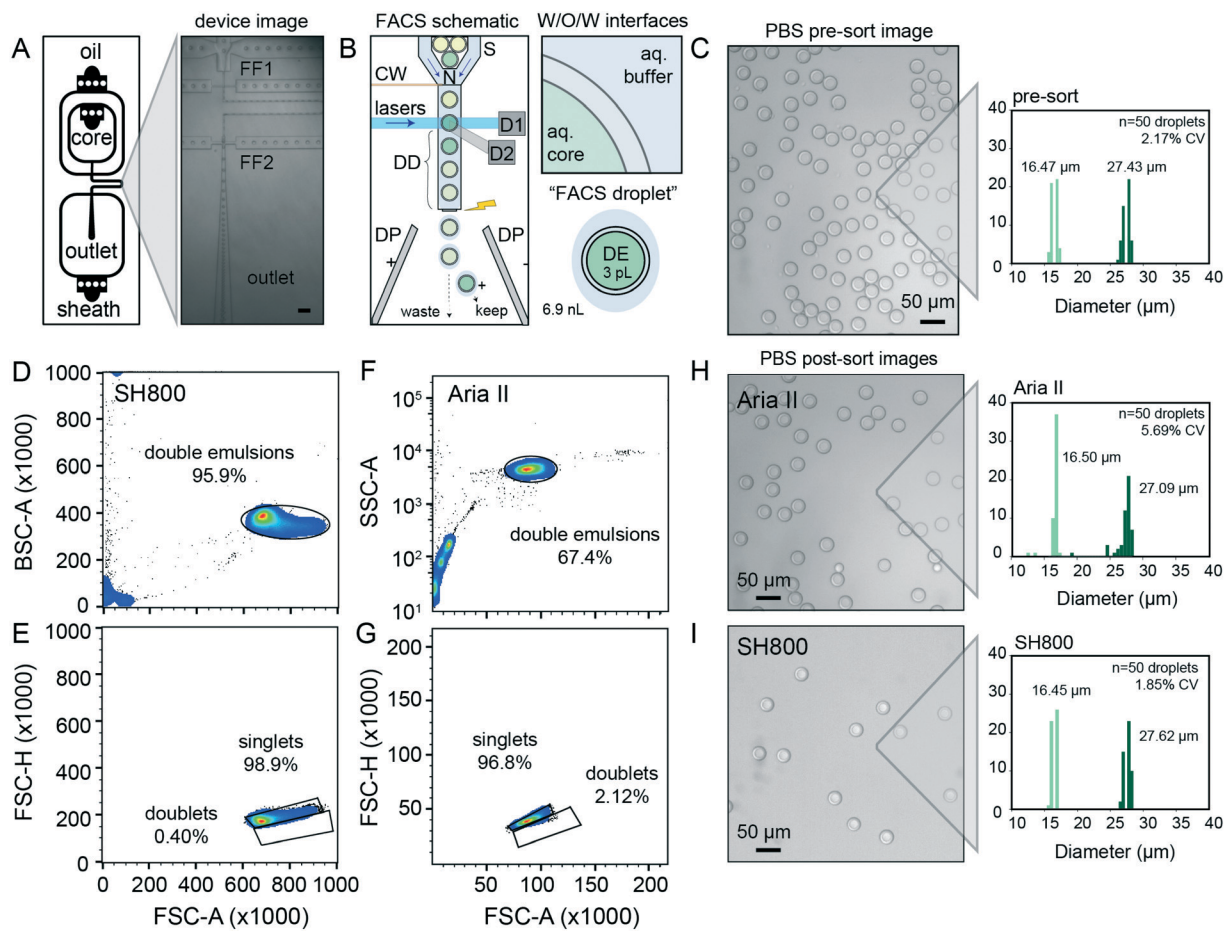 A
oil
core
outlet
sheath
device image
FF1
FF2
outlet
B
FACS schematic
S
N
CW
lasers
D1
D2
DD
DP
+
DP
-
+
waste
keep
W/O/W interfaces
aq.
buffer
aq.
core
“FACS droplet”
DE
3 pL
6.9 nL
C
PBS pre-sort image
50 µm
pre-sort
40
30
20
10
0
n=50 droplets
2.17% CV
16.47 µm
27.43 µm
10 15 20 25 30 35 40
Diameter (µm)
D
SH800
BSC-A (x1000)
1000
800
600
400
200
0
double emulsions
95.9%
E
FSC-H (x1000)
1000
800
600
400
200
0
singlets
98.9%
doublets
0.40%
0 200 400 600 800 1000
FSC-A (x1000)
F
Aria II
SSC-A
10⁵
10⁴
10³
10²
10¹
double emulsions
67.4%
G
FSC-H (x1000)
200
150
100
50
singlets
96.8%
doublets
2.12%
50 100 150 200
FSC-A (x1000)
H
PBS post-sort images
Aria II
50 µm
Aria II
40
30
20
10
0
n=50 droplets
5.69% CV
16.50 µm
27.09 µm
10 15 20 25 30 35 40
Diameter (µm)
I
SH800
50 µm
SH800
40
30
20
10
0
n=50 droplets
1.85% CV
16.45 µm
27.62 µm
10 15 20 25 30 35 40
Diameter (µm)